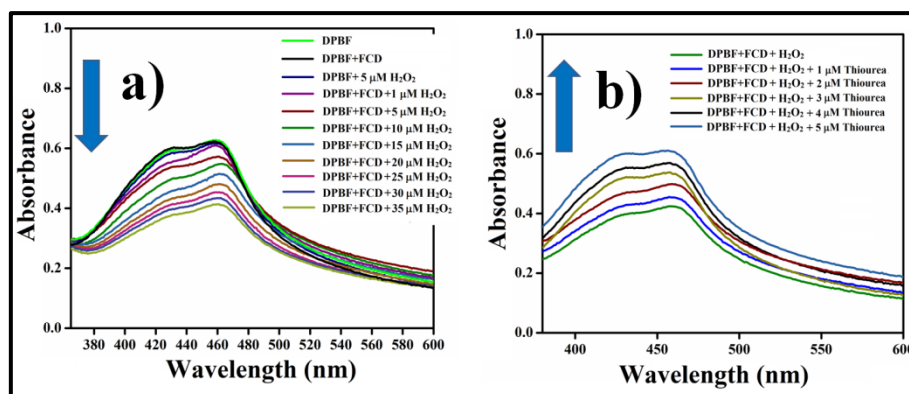 a)
DPBF
DPBF+FCD
DPBF+ 5 μM H₂O₂
DPBF+FCD +1 μM H₂O₂
DPBF+FCD +5 μM H₂O₂
DPBF+FCD +10 μM H₂O₂
DPBF+FCD +15 μM H₂O₂
DPBF+FCD +20 μM H₂O₂
DPBF+FCD +25 μM H₂O₂
DPBF+FCD +30 μM H₂O₂
DPBF+FCD +35 μM H₂O₂
Absorbance
1.0
0.8
0.6
0.4
0.2
0.0
380 400 420 440 460 480 500 520 540 560 580 600
Wavelength (nm)
b)
DPBF+FCD + H₂O₂
DPBF+FCD + H₂O₂ + 1 μM Thiourea
DPBF+FCD + H₂O₂ + 2 μM Thiourea
DPBF+FCD + H₂O₂ + 3 μM Thiourea
DPBF+FCD + H₂O₂ + 4 μM Thiourea
DPBF+FCD + H₂O₂ + 5 μM Thiourea
Absorbance
1.0
0.8
0.6
0.4
0.2
0.0
400 450 500 550 600
Wavelength (nm)